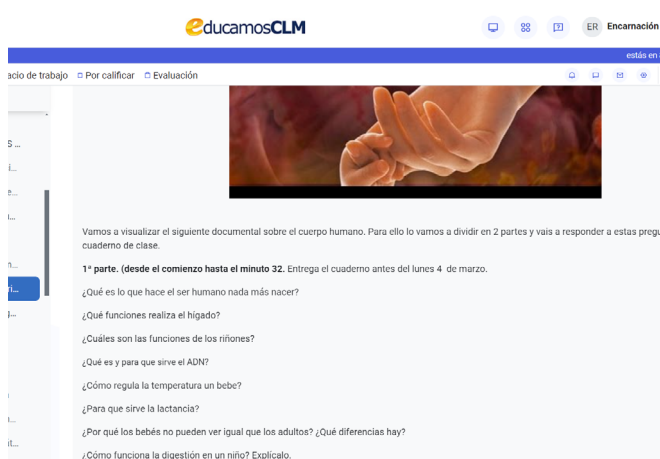 educamosCLM
ER Encarnación
estás en
acio de trabajo Por calificar Evaluación
Vamos a visualizar el siguiente documental sobre el cuerpo humano. Para ello lo vamos a dividir en 2 partes y vais a responder a estas
cuaderno de clase.
1ª parte. (desde el comienzo hasta el minuto 32. Entrega el cuaderno antes del lunes 4 de marzo.
¿Qué es lo que hace el ser humano nada más nacer?
¿Qué funciones realiza el hígado?
¿Cuáles son las funciones de los riñones?
¿Qué es y para que sirve el ADN?
¿Cómo regula la temperatura un bebe?
¿Para que sirve la lactancia?
¿Por qué los bebés no pueden ver igual que los adultos? ¿Qué diferencias hay?
¿Cómo funciona la digestión en un niño? Explícalo.